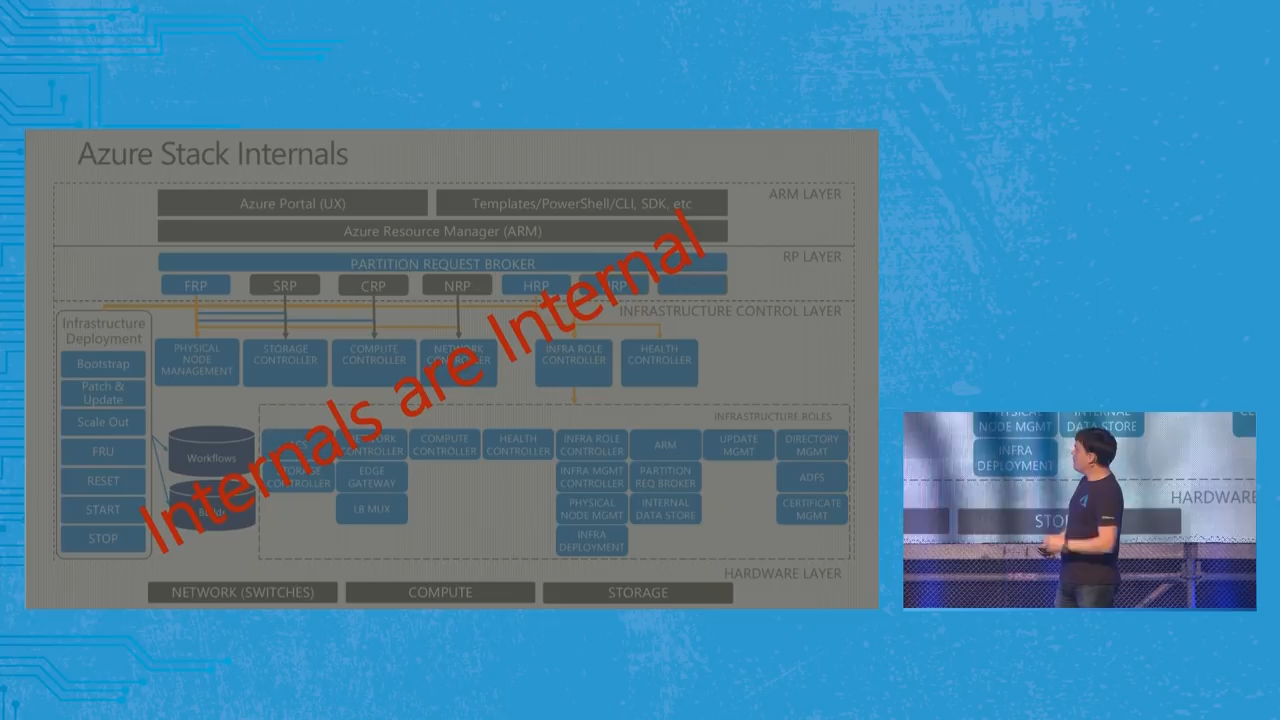 Azure Stack Internals
ARM LAYER
Azure Portal (UX)
Templates/PowerShell/CLI, SDK, etc
Azure Resource Manager (ARM)
RP LAYER
PARTITION REQUEST BROKER
FRP
SRP
CRP
NRP
HRP
INFRASTRUCTURE CONTROL LAYER
Infrastructure
Deployment
Bootstrap
Patch &
Update
Scale Out
FRU
RESET
START
STOP
PHYSICAL
NODE
MANAGEMENT
STORAGE
CONTROLLER
COMPUTE
CONTROLLER
NETWORK
CONTROLLER
INFRA ROLE
CONTROLLER
HEALTH
CONTROLLER
Internals are Internal
Workflows
INFRASTRUCTURE ROLES
NETWORK
CONTROLLER
COMPUTE
CONTROLLER
HEALTH
CONTROLLER
INFRA ROLE
CONTROLLER
ARM
UPDATE
MGMT
DIRECTORY
MGMT
STORAGE
CONTROLLER
EDGE
GATEWAY
INFRA MGMT
CONTROLLER
PARTITION
REQ BROKER
ADFS
LB MUX
PHYSICAL
NODE MGMT
INTERNAL
DATA STORE
CERTIFICATE
MGMT
INFRA
DEPLOYMENT
HARDWARE LAYER
NETWORK (SWITCHES)
COMPUTE
STORAGE
PHYSICAL
NODE MGMT
INTERNAL
DATA STORE
INFRA
DEPLOYMENT
HARDWARE